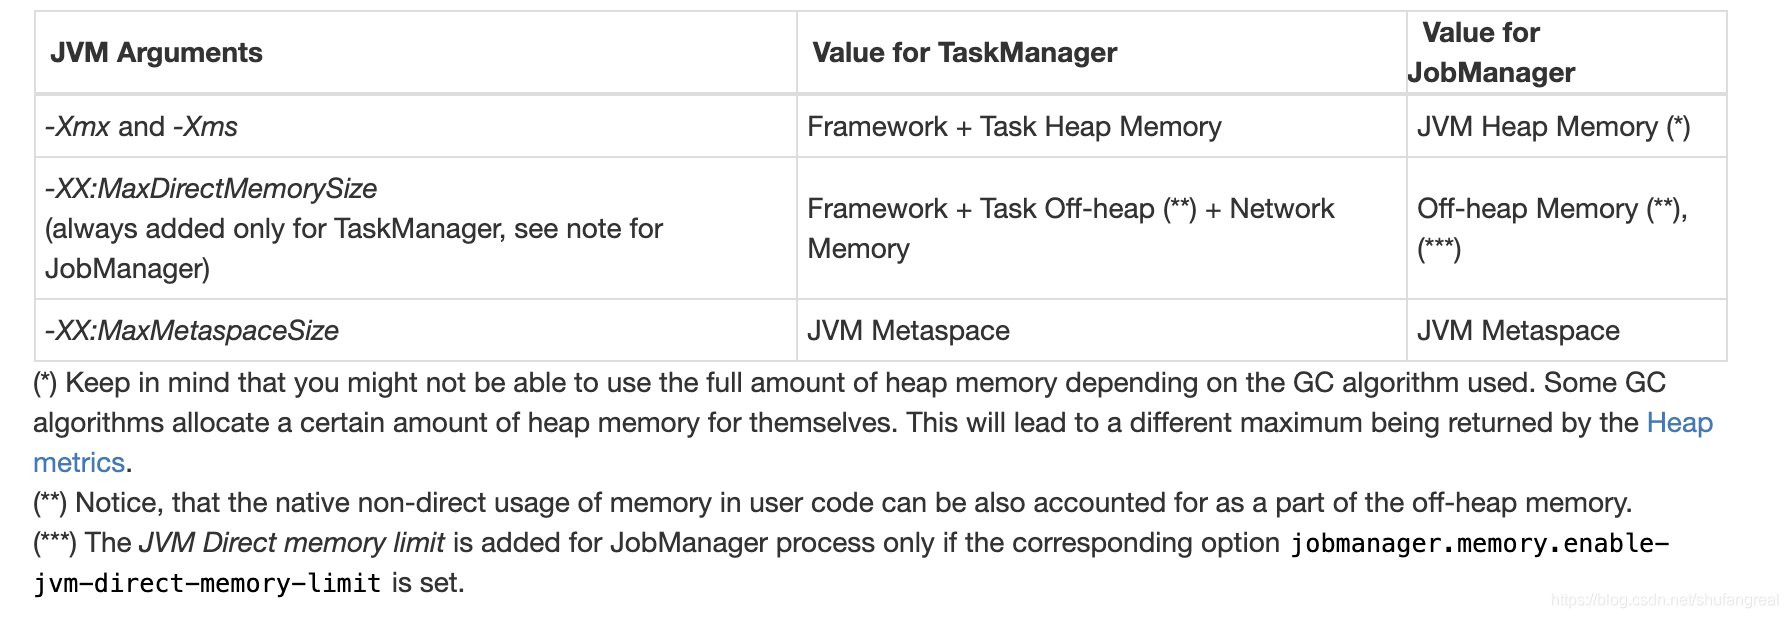 JVM Arguments
Value for TaskManager
Value for
JobManager
-Xmx and -Xms
Framework + Task Heap Memory
JVM Heap Memory (*)
-XX:MaxDirectMemorySize
(always added only for TaskManager, see note for
JobManager)
Framework + Task Off-heap (**) + Network
Memory
Off-heap Memory (**),
(***)
-XX:MaxMetaspaceSize
JVM Metaspace
JVM Metaspace
(*) Keep in mind that you might not be able to use the full amount of heap memory depending on the GC algorithm used. Some GC
algorithms allocate a certain amount of heap memory for themselves. This will lead to a different maximum being returned by the Heap
metrics.
(**) Notice, that the native non-direct usage of memory in user code can be also accounted for as a part of the off-heap memory.
(***) The JVM Direct memory limit is added for JobManager process only if the corresponding option jobmanager.memory.enable-
jvm-direct-memory-limit is set.
https://blog.csdn.net/shufangreal